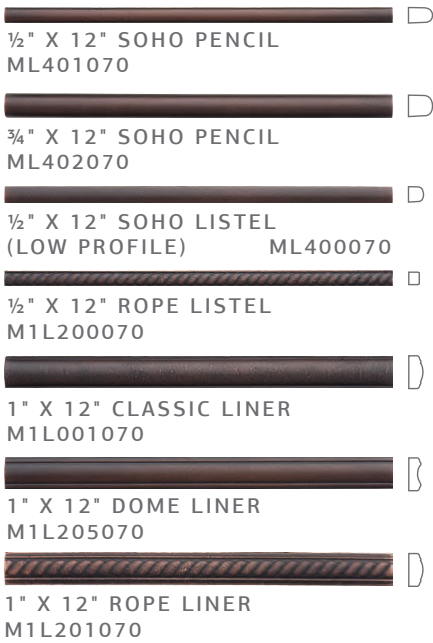 ½" X 12" SOHO PENCIL
ML401070
¾" X 12" SOHO PENCIL
ML402070
½" X 12" SOHO LISTEL
(LOW PROFILE) ML400070
½" X 12" ROPE LISTEL
M1L200070
1" X 12" CLASSIC LINER
M1L001070
1" X 12" DOME LINER
M1L205070
1" X 12" ROPE LINER
M1L201070